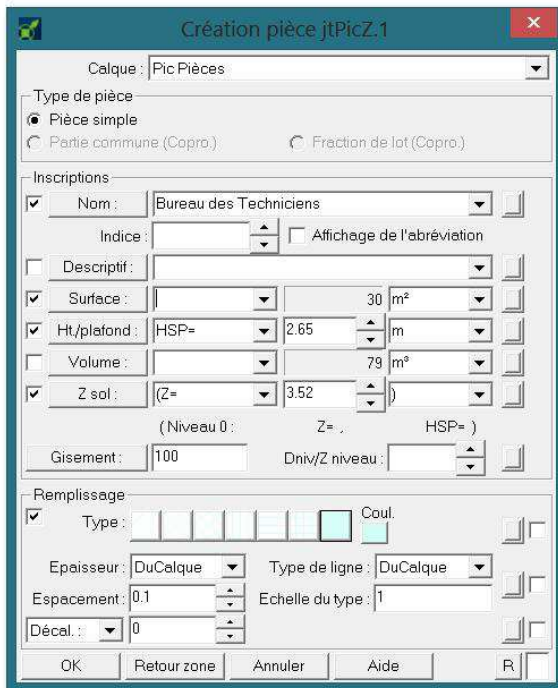 Création pièce jtPicZ.1
x
Calque : Pic Pièces
Type de pièce
Pièce simple
Partie commune (Copro.) Fraction de lot (Copro.)
Inscriptions
Nom : Bureau des Techniciens
Indice : Affichage de l'abréviation
Descriptif :
Surface : 30 m²
Ht./plafond : HSP= 2.65 m
Volume : 79 m³
Z sol : (Z= 3.52 )
( Niveau 0 : Z= , HSP= )
Gisement : 100 Dniv/Z niveau :
Remplissage
Type : Coul.
Epaisseur : DuCalque Type de ligne : DuCalque
Espacement : 0.1 Echelle du type : 1
Décal. : 0
OK Retour zone Annuler Aide R